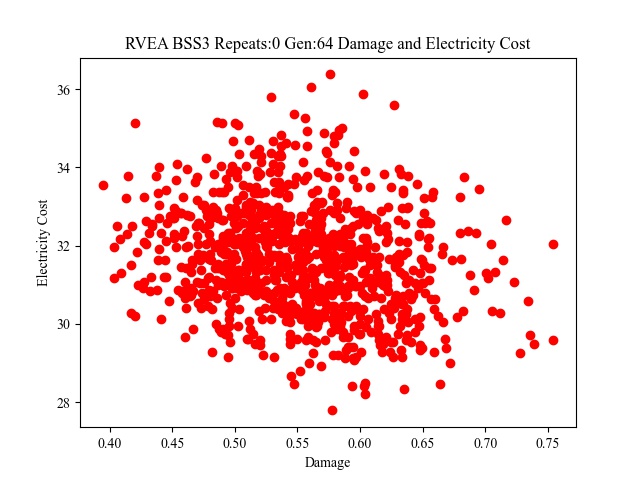 RVEA BSS3 Repeats:0 Gen:64 Damage and Electricity Cost
36
34
32
30
28
Electricity Cost
0.40 0.45 0.50 0.55 0.60 0.65 0.70 0.75
Damage